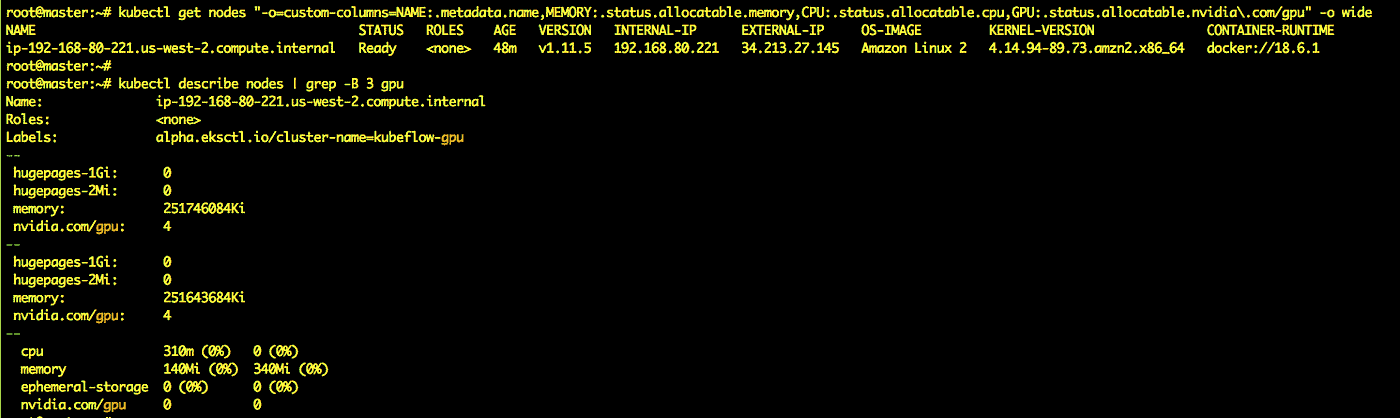 root@master:~# kubectl get nodes "-o=custom-columns=NAME:.metadata.name,MEMORY:.status.allocatable.memory,CPU:.status.allocatable.cpu,GPU:.status.allocatable.nvidia\.com/gpu" -o wide
NAME STATUS ROLES AGE VERSION INTERNAL-IP EXTERNAL-IP OS-IMAGE KERNEL-VERSION CONTAINER-RUNTIME
ip-192-168-80-221.us-west-2.compute.internal Ready <none> 48m v1.11.5 192.168.80.221 34.213.27.145 Amazon Linux 2 4.14.94-89.73.amzn2.x86_64 docker://18.6.1
root@master:~#
root@master:~# kubectl describe nodes | grep -B 3 gpu
Name: ip-192-168-80-221.us-west-2.compute.internal
Roles: <none>
Labels: alpha.eksctl.io/cluster-name=kubeflow-gpu
--
hugepages-1Gi: 0
hugepages-2Mi: 0
memory: 251746084Ki
nvidia.com/gpu: 4
--
hugepages-1Gi: 0
hugepages-2Mi: 0
memory: 251643684Ki
nvidia.com/gpu: 4
--
cpu 310m (0%) 0 (0%)
memory 140Mi (0%) 340Mi (0%)
ephemeral-storage 0 (0%) 0 (0%)
nvidia.com/gpu 0 0